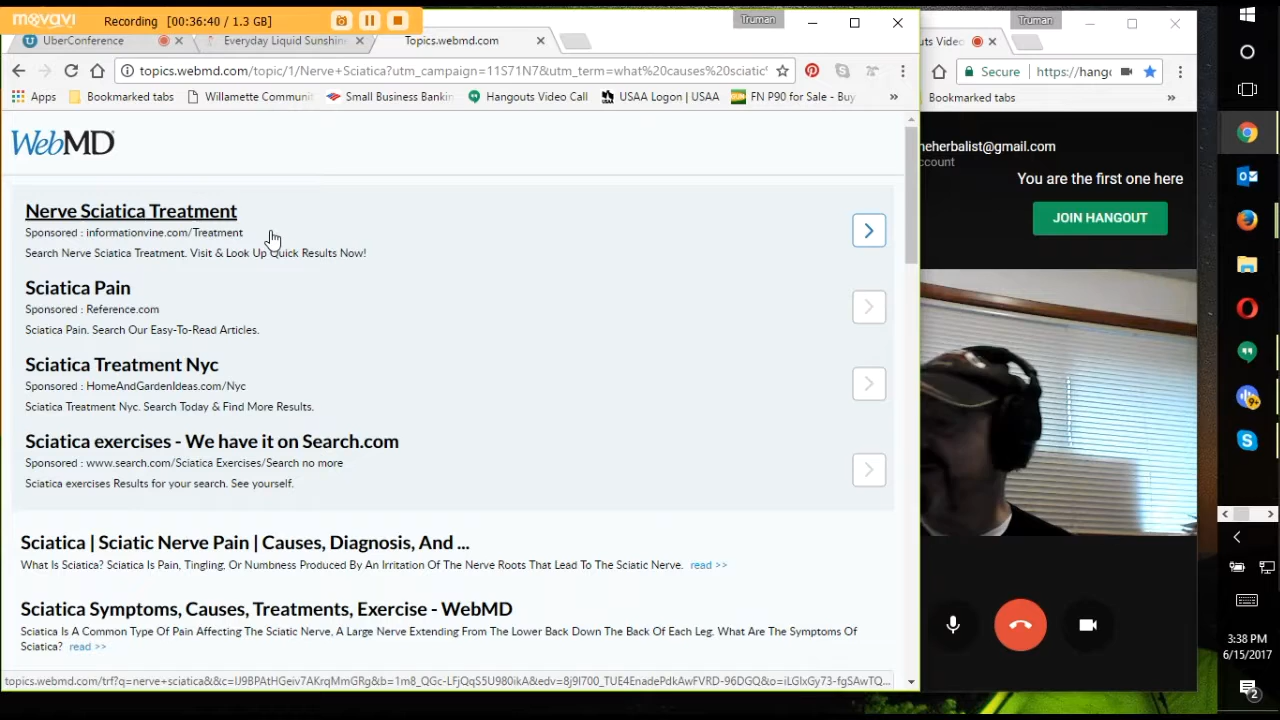 movavi Recording [00:36:40 / 1.3 GB]
Truman
UberConference
Everyday Liquid Sunshin
Topics.webmd.com
topics.webmd.com/topic/1/Nerve+Sciatica?utm_campaign=11S1N7&utm_term=what%20causes%20sciatic
Apps
Bookmarked tabs
Willamette Communi
Small Business Bankin
Hangouts Video Call
USAA Logon | USAA
FN P90 for Sale - Buy
»
WebMD
Nerve Sciatica Treatment
Sponsored : informationvine.com/Treatment
Search Nerve Sciatica Treatment. Visit & Look Up Quick Results Now!
Sciatica Pain
Sponsored : Reference.com
Sciatica Pain. Search Our Easy-To-Read Articles.
Sciatica Treatment Nyc
Sponsored : HomeAndGardenIdeas.com/Nyc
Sciatica Treatment Nyc. Search Today & Find More Results.
Sciatica exercises - We have it on Search.com
Sponsored : www.search.com/Sciatica Exercises/Search no more
Sciatica exercises Results for your search. See yourself.
Sciatica | Sciatic Nerve Pain | Causes, Diagnosis, And ...
What Is Sciatica? Sciatica Is Pain, Tingling, Or Numbness Produced By An Irritation Of The Nerve Roots That Lead To The Sciatic Nerve. read >>
Sciatica Symptoms, Causes, Treatments, Exercise - WebMD
Sciatica Is A Common Type Of Pain Affecting The Sciatic Nerve, A Large Nerve Extending From The Lower Back Down The Back Of Each Leg. What Are The Symptoms Of
Sciatica? read >>
Truman
uts Video
Secure https://hango
Bookmarked tabs
»
neherbalist@gmail.com
ccount
You are the first one here
JOIN HANGOUT
9+
3:38 PM
6/15/2017
2